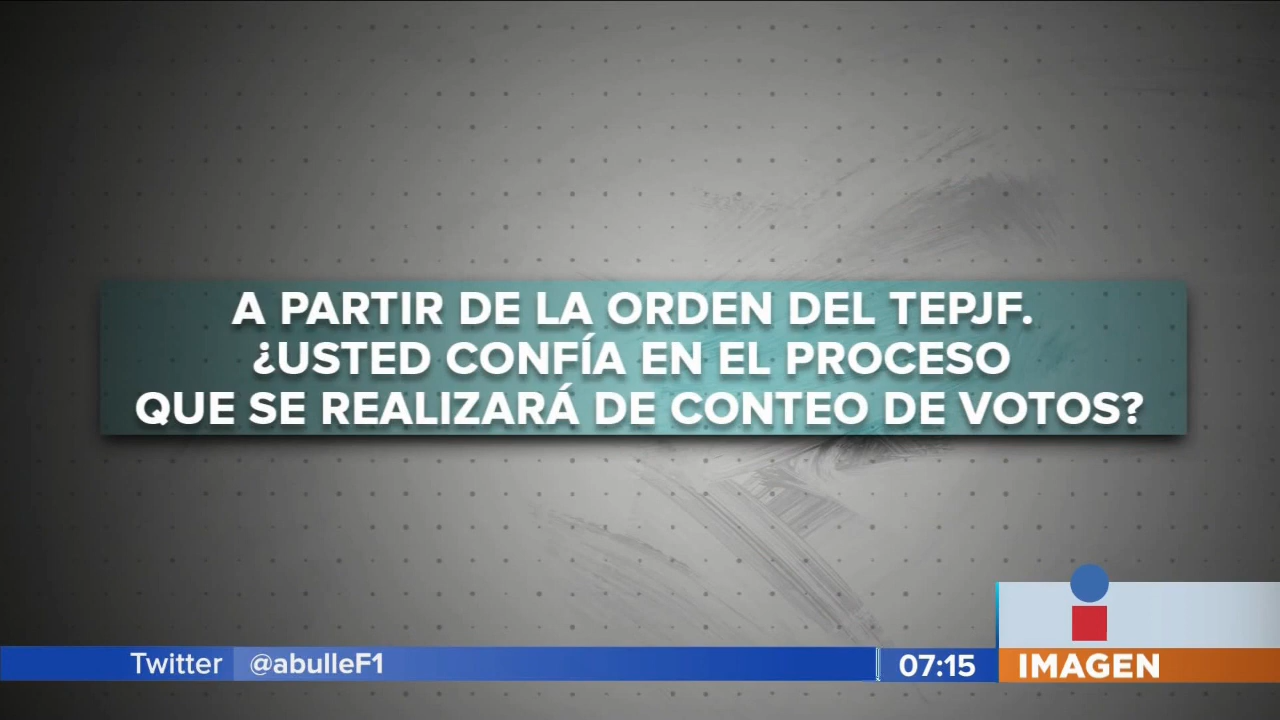 A PARTIR DE LA ORDEN DEL TEPJF.
¿USTED CONFÍA EN EL PROCESO
QUE SE REALIZARÁ DE CONTEO DE VOTOS?
Twitter @abulleF1
07:15
IMAGEN